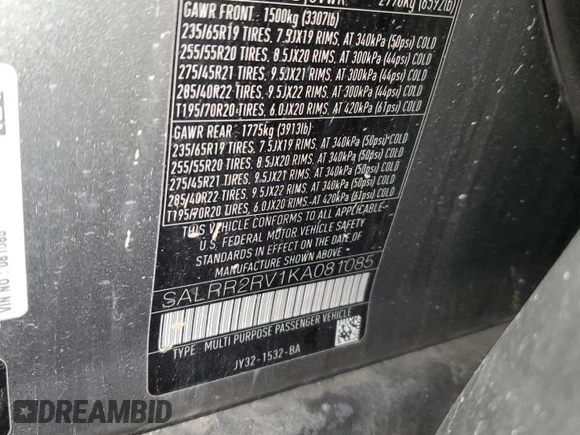 2776kg (6592lb)
GAWR FRONT: 1500kg (3307lb)
235/65R19 TIRES, 7.5JX19 RIMS, AT 340kPa (50psi) COLD
255/55R20 TIRES, 8.5JX20 RIMS, AT 300kPa (44psi) COLD
275/45R21 TIRES, 9.5JX21 RIMS, AT 300kPa (44psi) COLD
285/40R22 TIRES, 9.5JX22 RIMS, AT 300kPa (44psi) COLD
T195/70R20 TIRES, 6.0JX20 RIMS, AT 420kPa (61psi) COLD
GAWR REAR: 1775kg (3913lb)
235/65R19 TIRES, 7.5JX19 RIMS, AT 340kPa (50psi) COLD
255/55R20 TIRES, 8.5JX20 RIMS, AT 340kPa (50psi) COLD
275/45R21 TIRES, 9.5JX21 RIMS, AT 340kPa (50psi) COLD
285/40R22 TIRES, 9.5JX22 RIMS, AT 340kPa (50psi) COLD
T195/70R20 TIRES, 6.0JX20 RIMS, AT 420kPa (61psi) COLD
THIS VEHICLE CONFORMS TO ALL APPLICABLE
U.S. FEDERAL MOTOR VEHICLE SAFETY
STANDARDS IN EFFECT ON THE DATE OF
MANUFACTURE SHOWN ABOVE
SALRR2RV1KA081085
TYPE: MULTI PURPOSE PASSENGER VEHICLE
JY32-1532-BA
VIN NO: 081085
DREAMBID